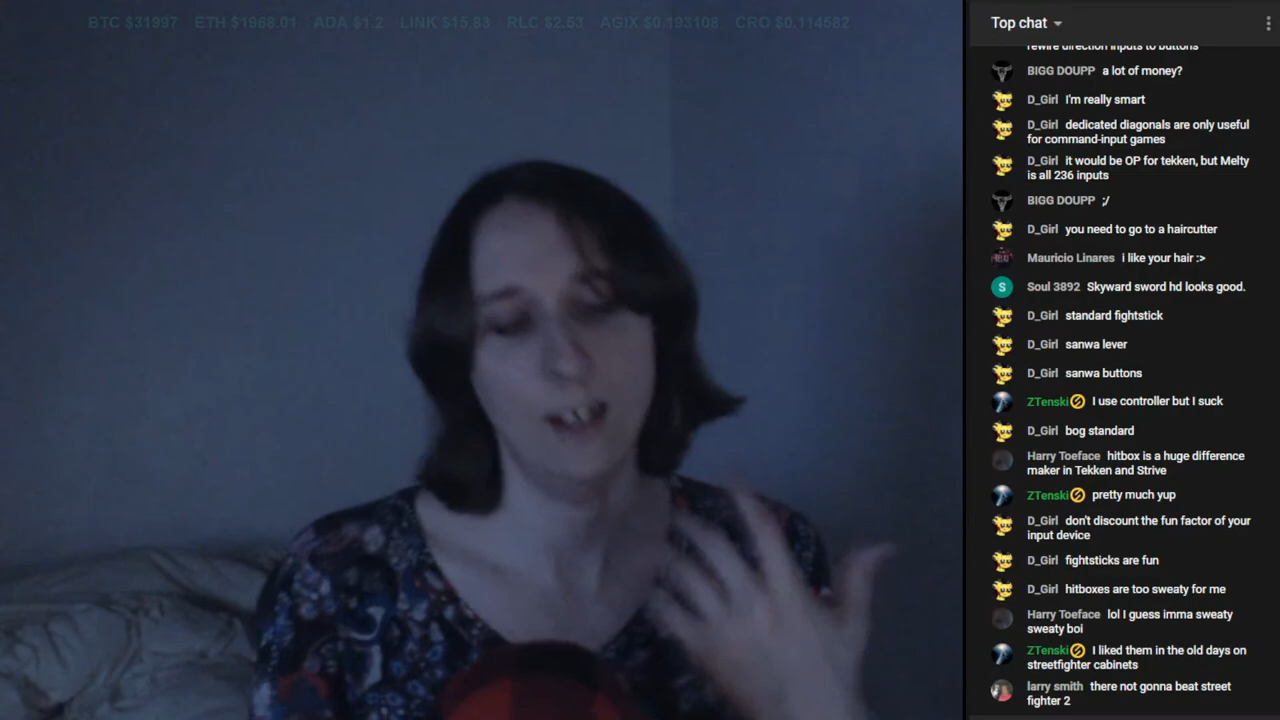 BTC $31997 ETH $1968.01 ADA $1.2 LINK $15.83 RLC $2.53 AGIX $0.193108 CRO $0.114582
Top chat
rewire direction inputs to buttons
BIGG DOUPP a lot of money?
D_Girl I'm really smart
D_Girl dedicated diagonals are only useful
for command-input games
D_Girl it would be OP for tekken, but Melty
is all 236 inputs
BIGG DOUPP ;/
D_Girl you need to go to a haircutter
Mauricio Linares i like your hair :>
S Soul 3892 Skyward sword hd looks good.
D_Girl standard fightstick
D_Girl sanwa lever
D_Girl sanwa buttons
ZTenski I use controller but I suck
D_Girl bog standard
Harry Toeface hitbox is a huge difference
maker in Tekken and Strive
ZTenski pretty much yup
D_Girl don't discount the fun factor of your
input device
D_Girl fightsticks are fun
D_Girl hitboxes are too sweaty for me
Harry Toeface lol I guess imma sweaty
sweaty boi
ZTenski I liked them in the old days on
streetfighter cabinets
larry smith there not gonna beat street
fighter 2